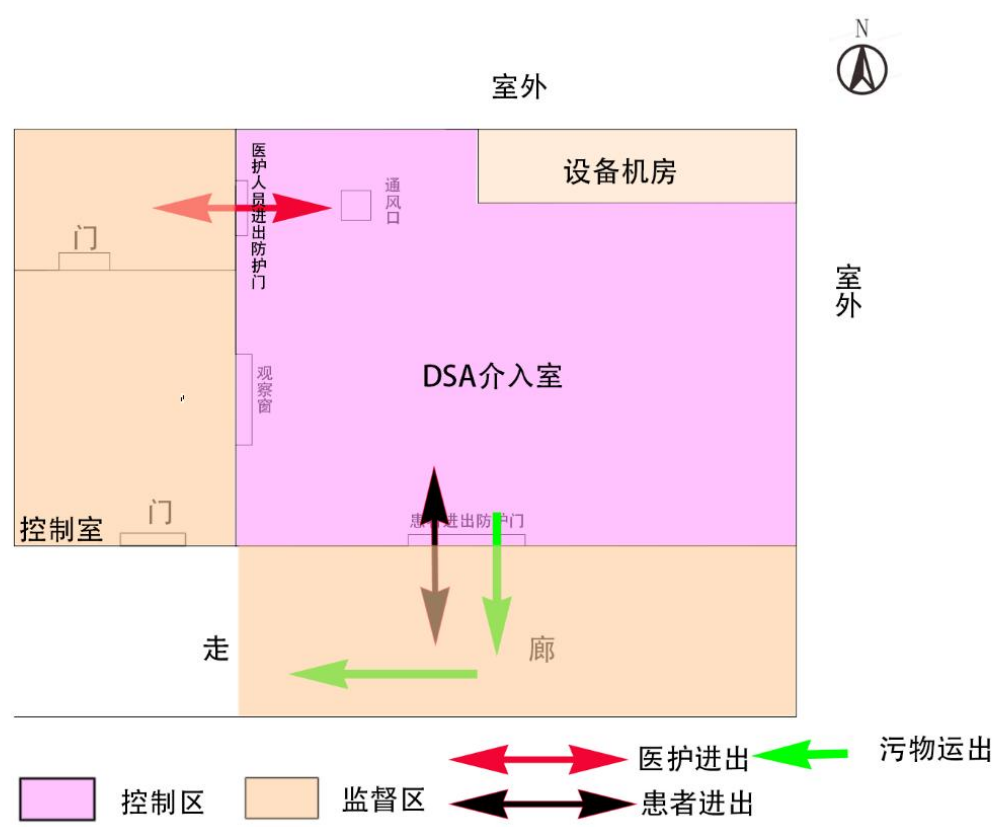 N
室外
医护人员进出防护门
通风口
设备机房
门
室外
DSA介入室
观察窗
控制室
门
患者进出防护门
走
廊
医护进出
污物运出
控制区
监督区
患者进出